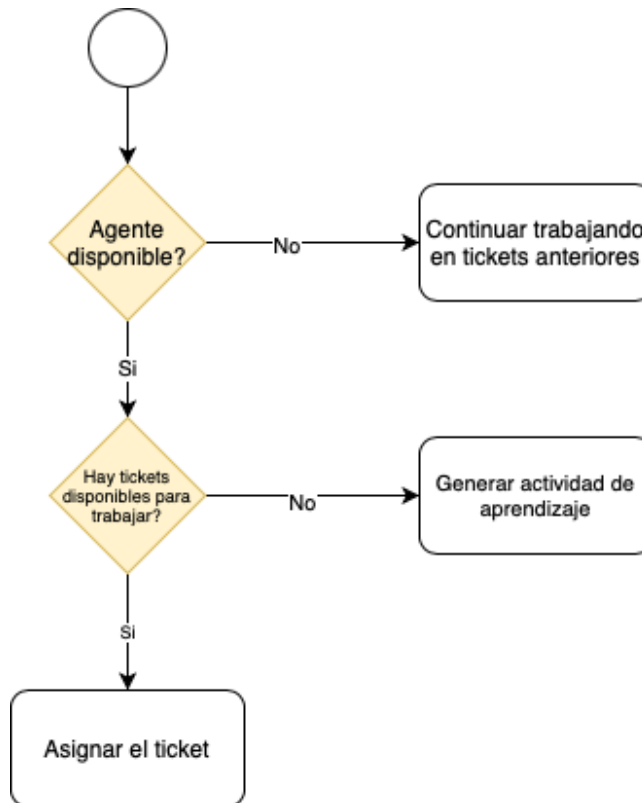 Agente
disponible?
No
Continuar trabajando
en tickets anteriores
Si
Hay tickets
disponibles para
trabajar?
No
Generar actividad de
aprendizaje
Si
Asignar el ticket